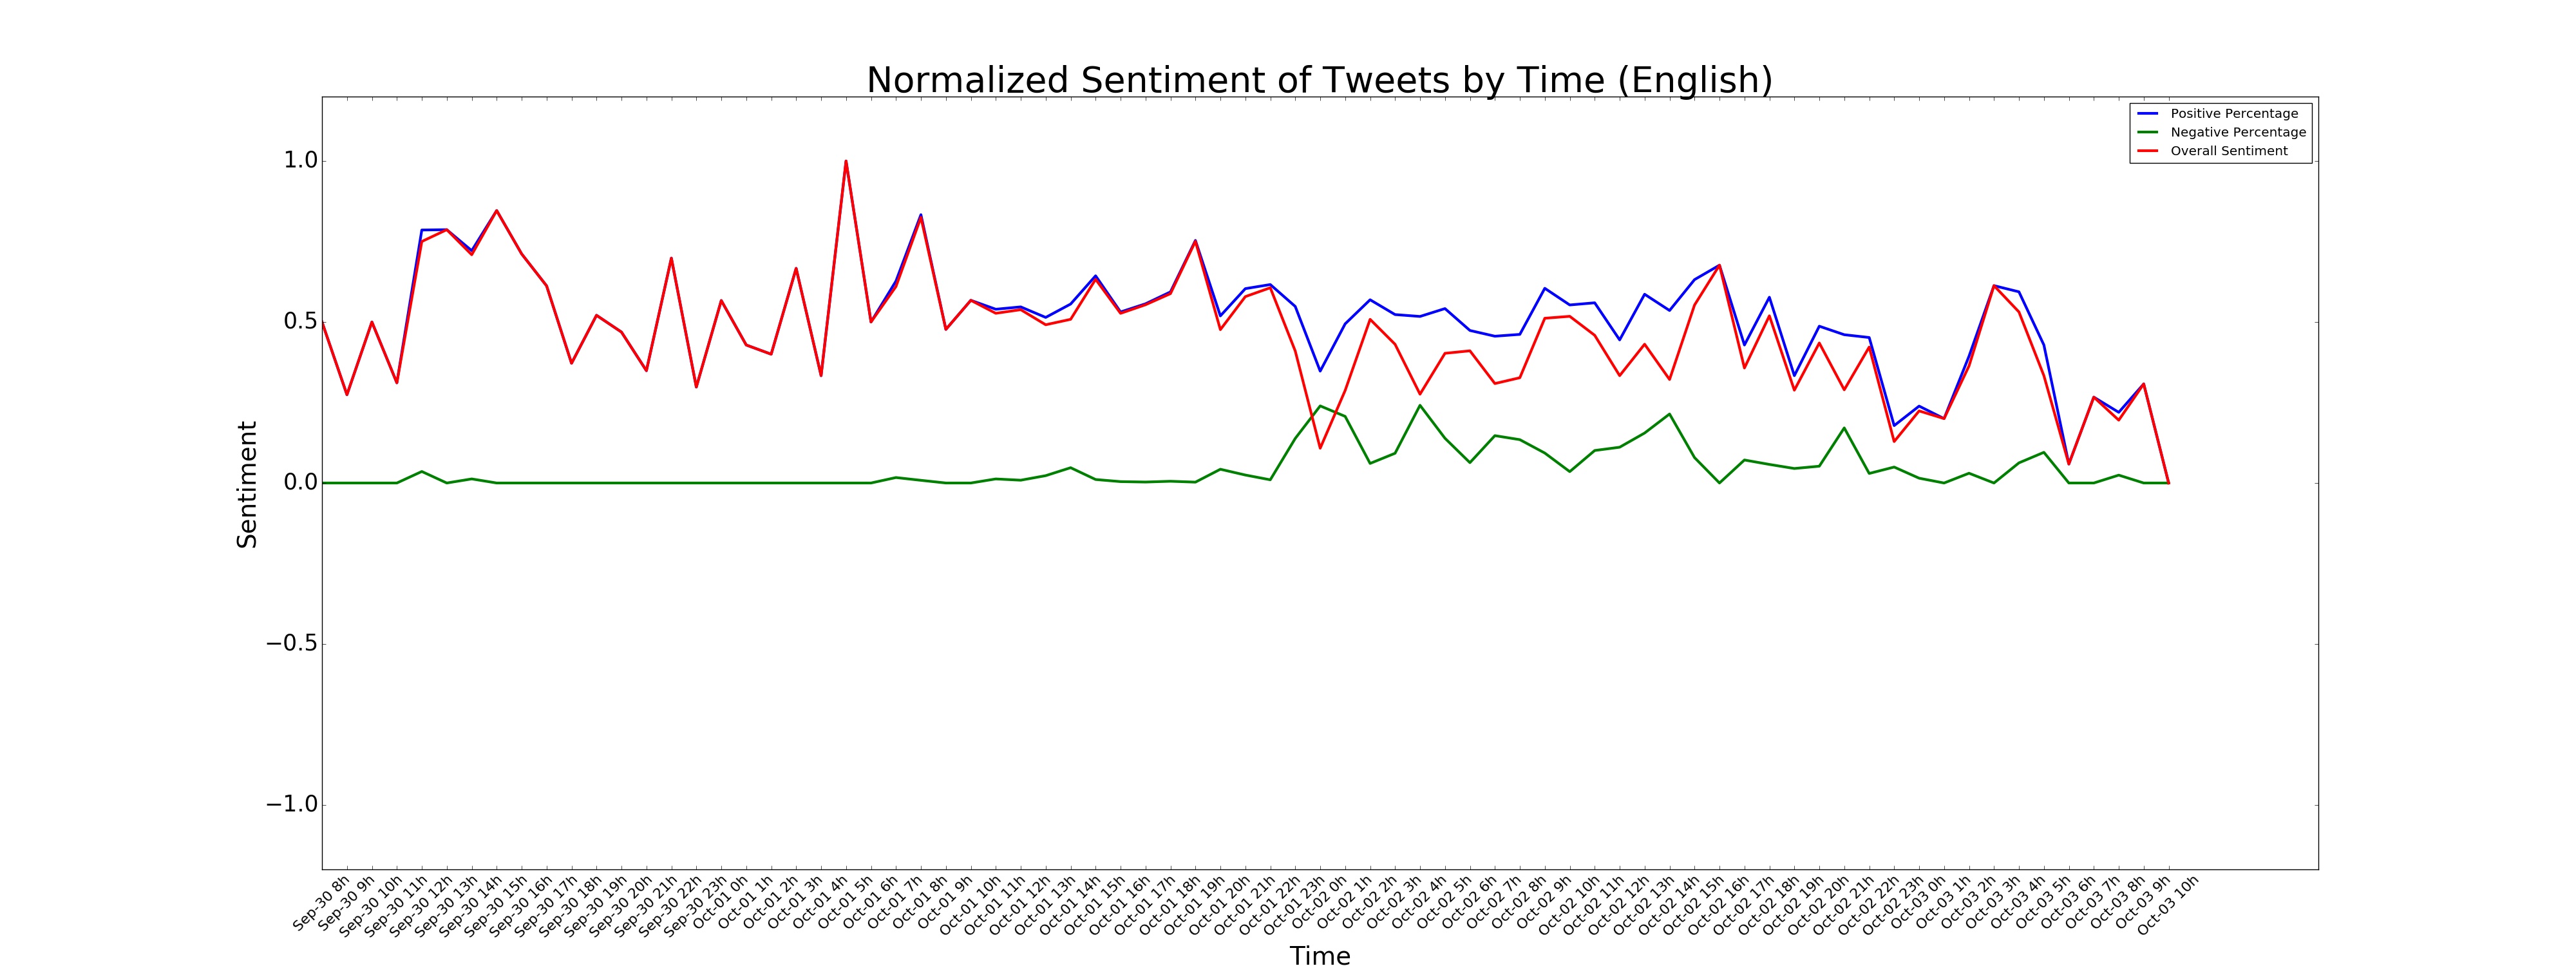 Normalized Sentiment of Tweets by Time (English)
Positive Percentage
Negative Percentage
Overall Sentiment
1.0
0.5
0.0
−0.5
−1.0
Sentiment
Sep-30 8h
Sep-30 9h
Sep-30 10h
Sep-30 11h
Sep-30 12h
Sep-30 13h
Sep-30 14h
Sep-30 15h
Sep-30 16h
Sep-30 17h
Sep-30 18h
Sep-30 19h
Sep-30 20h
Sep-30 21h
Sep-30 22h
Sep-30 23h
Oct-01 0h
Oct-01 1h
Oct-01 2h
Oct-01 3h
Oct-01 4h
Oct-01 5h
Oct-01 6h
Oct-01 7h
Oct-01 8h
Oct-01 9h
Oct-01 10h
Oct-01 11h
Oct-01 12h
Oct-01 13h
Oct-01 14h
Oct-01 15h
Oct-01 16h
Oct-01 17h
Oct-01 18h
Oct-01 19h
Oct-01 20h
Oct-01 21h
Oct-01 22h
Oct-01 23h
Oct-02 0h
Oct-02 1h
Oct-02 2h
Oct-02 3h
Oct-02 4h
Oct-02 5h
Oct-02 6h
Oct-02 7h
Oct-02 8h
Oct-02 9h
Oct-02 10h
Oct-02 11h
Oct-02 12h
Oct-02 13h
Oct-02 14h
Oct-02 15h
Oct-02 16h
Oct-02 17h
Oct-02 18h
Oct-02 19h
Oct-02 20h
Oct-02 21h
Oct-02 22h
Oct-02 23h
Oct-03 0h
Oct-03 1h
Oct-03 2h
Oct-03 3h
Oct-03 4h
Oct-03 5h
Oct-03 6h
Oct-03 7h
Oct-03 8h
Oct-03 9h
Oct-03 10h
Time